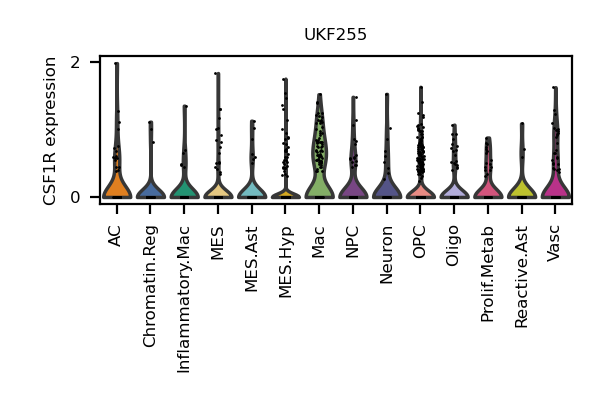 UKF255
CSF1R expression
2
0
AC
Chromatin.Reg
Inflammatory.Mac
MES
MES.Ast
MES.Hyp
Mac
NPC
Neuron
OPC
Oligo
Prolif.Metab
Reactive.Ast
Vasc